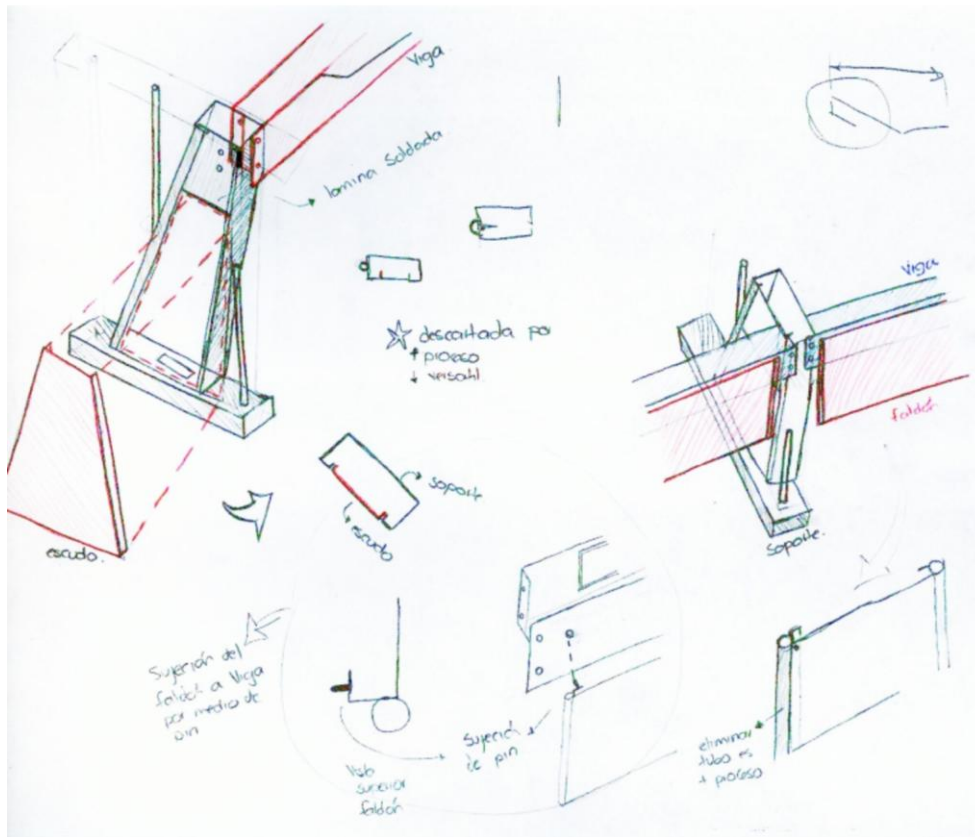 Viga
lamina soldada
descartada por
↑ proceso
↓ versatil
Viga
faldón
soporte
escudo
escudo.
soporte.
Sujeción del
faldón a Viga
por medio de
pin
Vista
superior
faldón
Sujeción
de pin
eliminar
tubo es
+ proceso